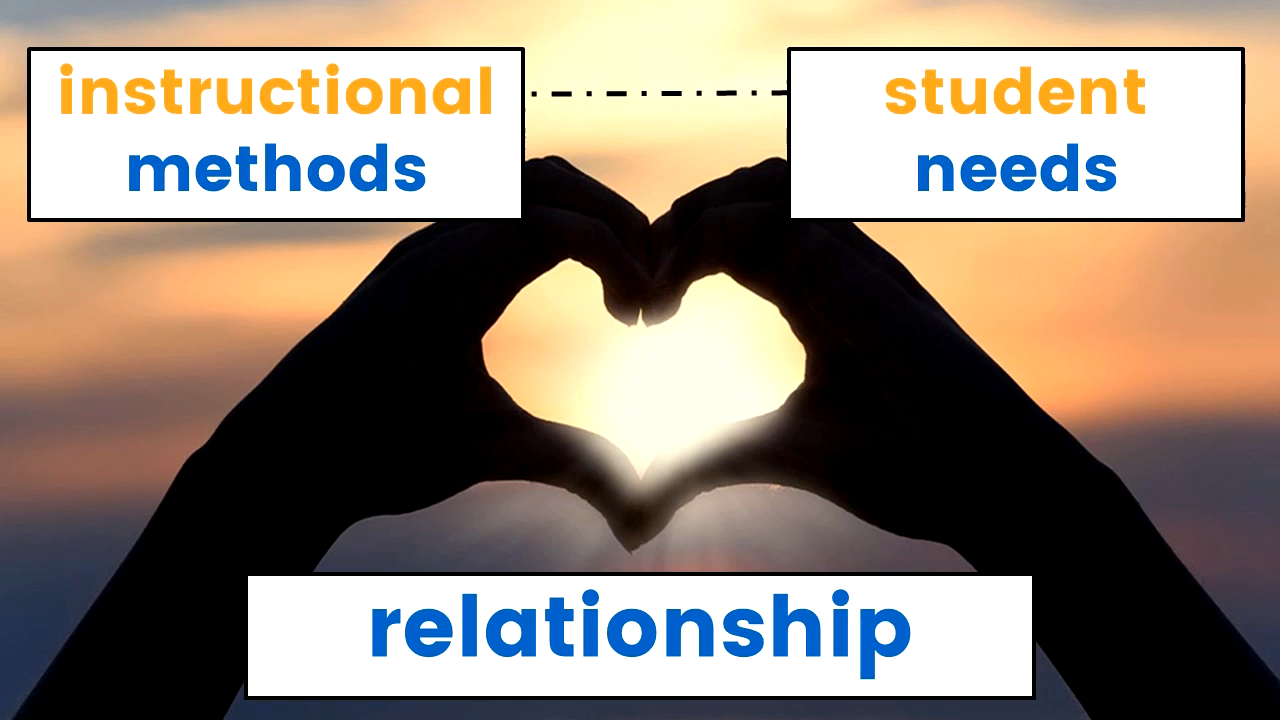 instructional
methods
student
needs
relationship